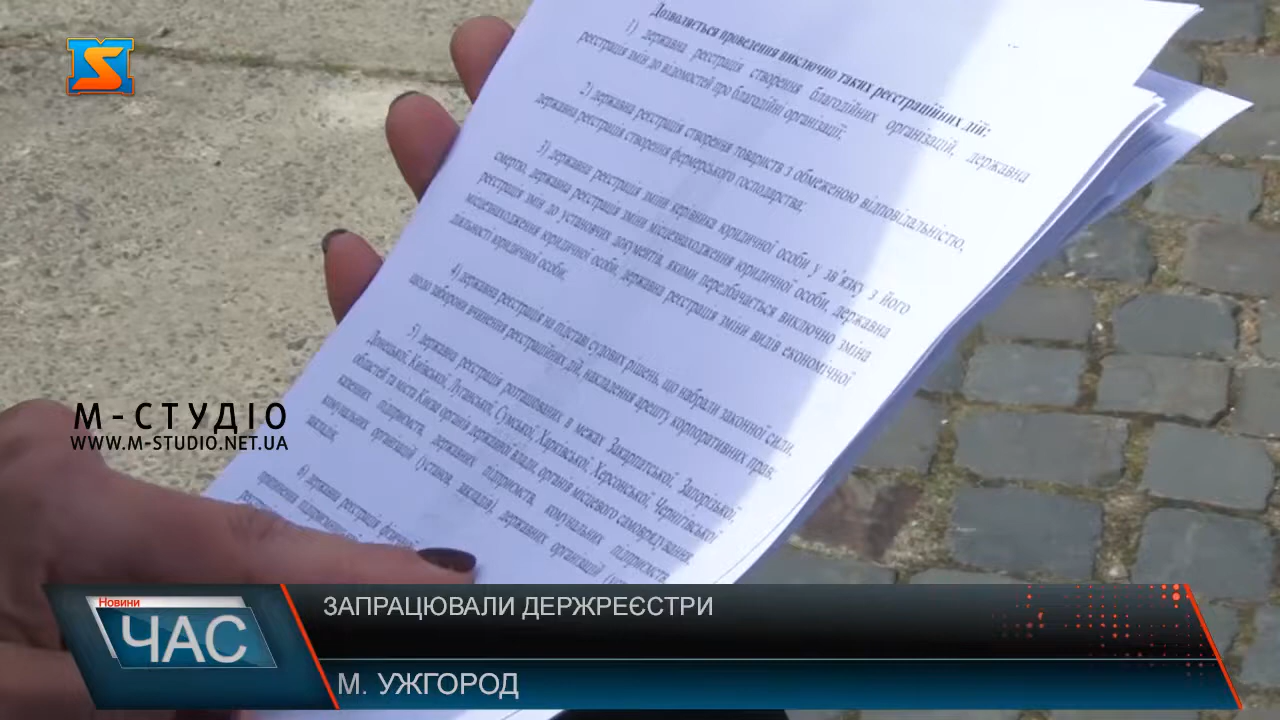 Дозволяється проведення виключно таких реєстраційних дій:
1) державна реєстрація створення благодійних організацій, державна
реєстрація змін до відомостей про благодійні організації;
2) державна реєстрація створення товариств з обмеженою відповідальністю,
державна реєстрація створення фермерського господарства;
3) державна реєстрація зміни керівника юридичної особи у зв'язку з його
смертю, державна реєстрація зміни місцезнаходження юридичної особи, державна
реєстрація змін до установчих документа, якими передбачається виключно зміна
місцезнаходження юридичної особи, державна реєстрація зміни видів економічної
діяльності юридичної особи;
4) державна реєстрація на підставі судових рішень, що набрали законної сили,
щодо заборони вчинення реєстраційних дій, накладення арешту корпоративних прав;
5) державна реєстрація розташованих в межах Закарпатської, Запорізької,
Донецької, Київської, Луганської, Сумської, Харківської, Херсонської, Чернігівської
областей та міста Києва органів державної влади, органів місцевого самоврядування,
казенних підприємств, державних підприємств, комунальних підприємств,
комунальних організацій (установ, закладів), державних організацій
закладів;
6) державна реєстрація
припинення підприємн
S
М-СТУДІО
WWW.M-STUDIO.NET.UA
Новини
ЧАС
ЗАПРАЦЮВАЛИ ДЕРЖРЕЄСТРИ
М. УЖГОРОД